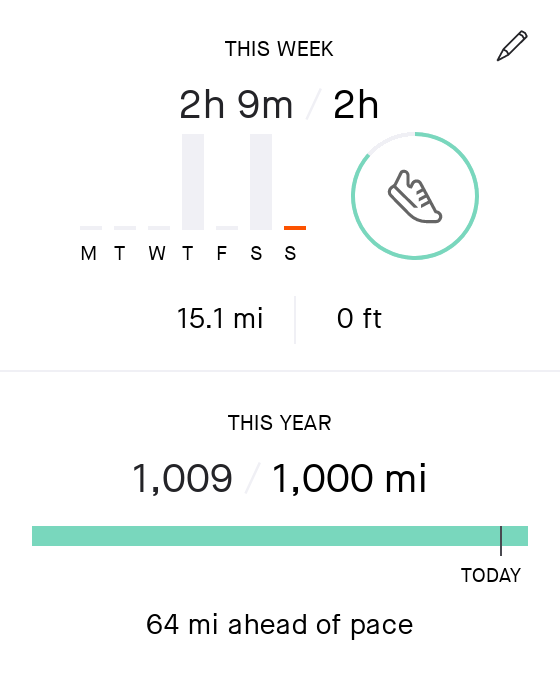 THIS WEEK
2h 9m / 2h
M T W T F S S
15.1 mi | 0 ft
THIS YEAR
1,009 / 1,000 mi
TODAY
64 mi ahead of pace